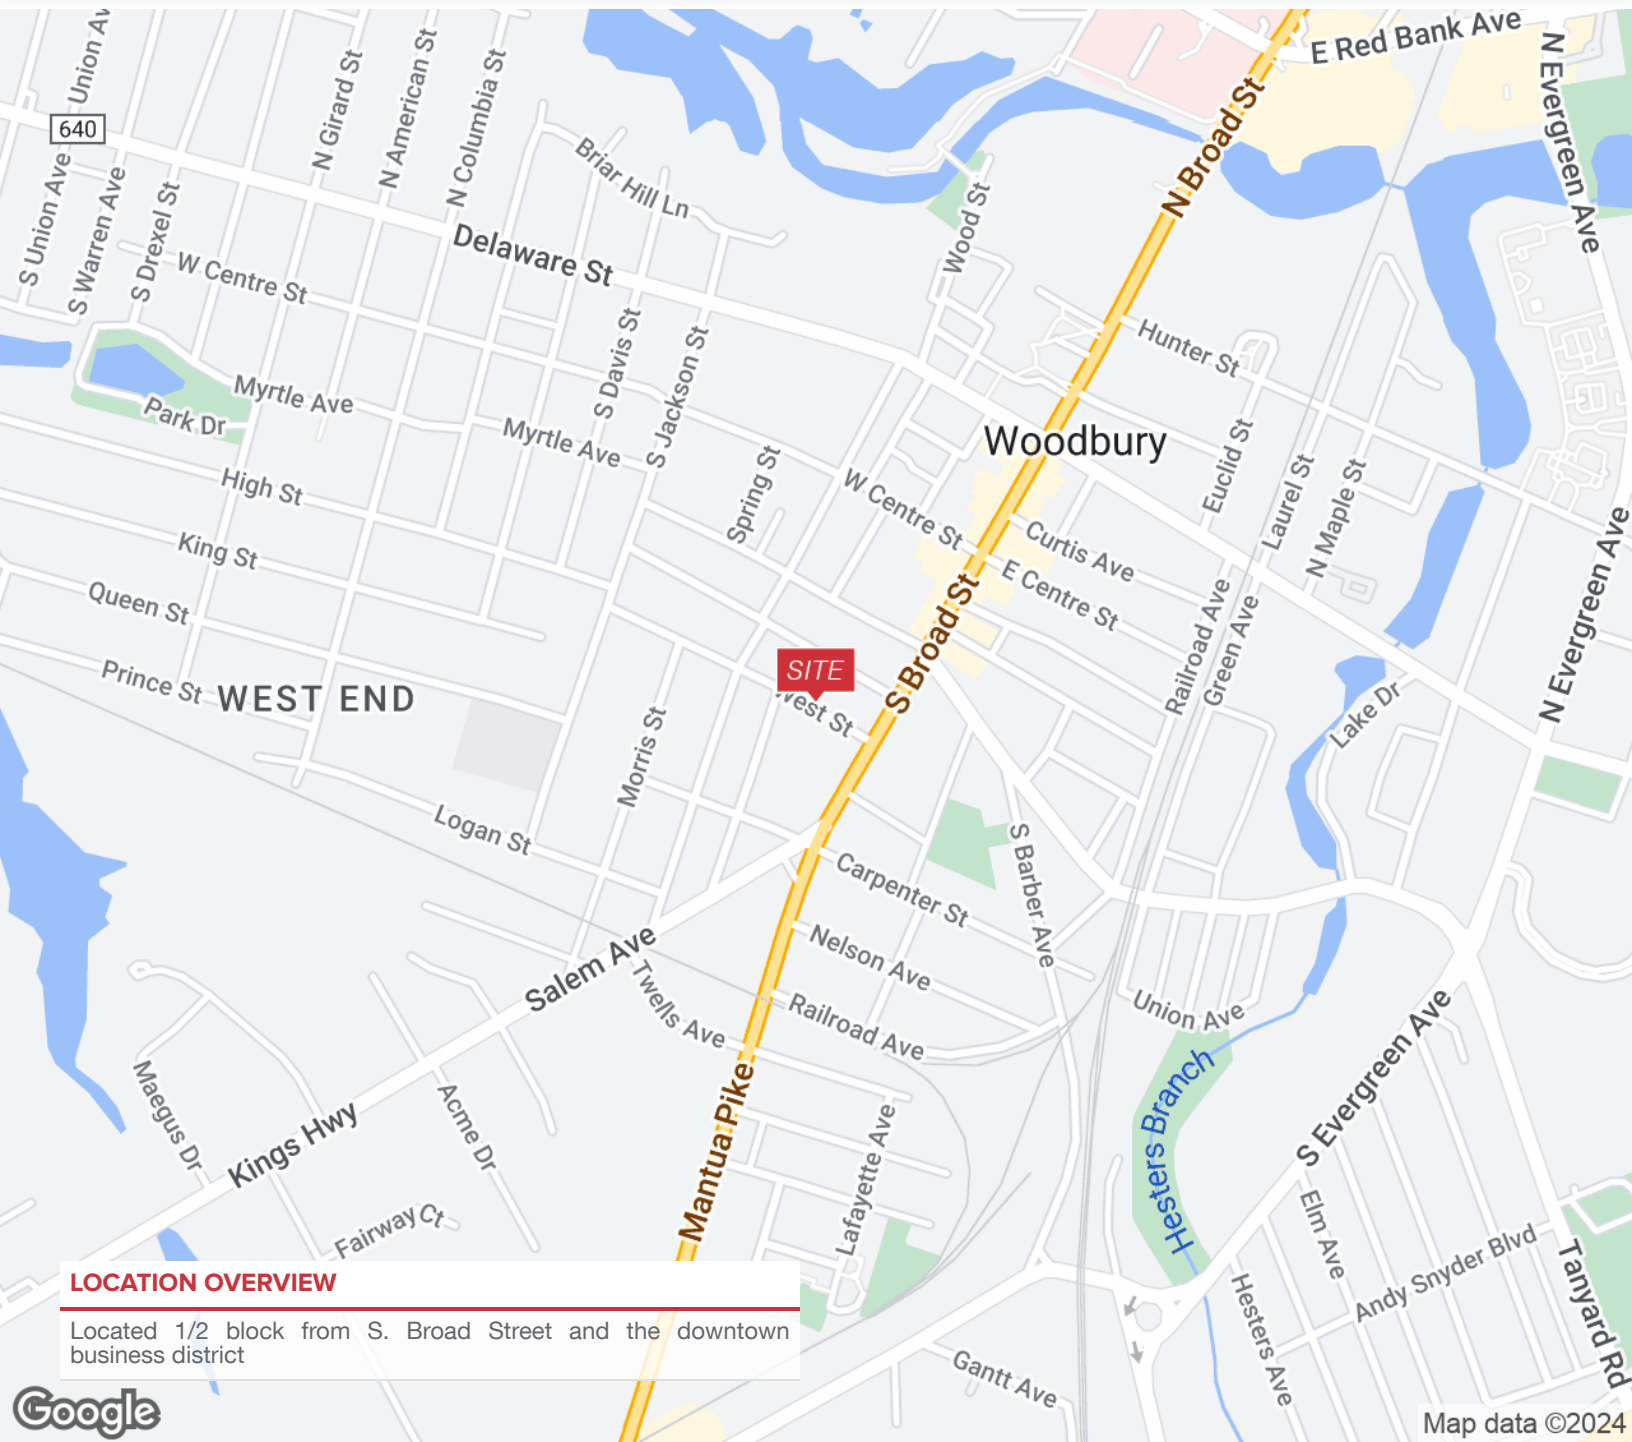 E Red Bank Ave
N Evergreen Ave
Union Ave
N Girard St
N American St
N Columbia St
640
N Broad St
Briar Hill Ln
S Union Ave
S Warren Ave
S Drexel St
W Centre St
Delaware St
Wood St
N Evergreen Ave
Hunter St
S Davis St
S Jackson St
Myrtle Ave
Park Dr
Myrtle Ave
Woodbury
Euclid St
Laurel St
N Maple St
High St
Spring St
W Centre St
Curtis Ave
E Centre St
King St
Queen St
S Broad St
Railroad Ave
Green Ave
N Evergreen Ave
Prince St
WEST END
SITE
West St
Lake Dr
Morris St
Logan St
S Barber Ave
Carpenter St
Nelson Ave
Salem Ave
Twells Ave
Railroad Ave
Union Ave
Maegus Dr
Acme Dr
Kings Hwy
Mantua Pike
Lafayette Ave
Hesters Branch
S Evergreen Ave
Elm Ave
Fairway Ct
Andy Snyder Blvd
Tanyard Rd
Hesters Ave
Gantt Ave
LOCATION OVERVIEW
Located 1/2 block from S. Broad Street and the downtown
business district
Google
Map data ©2024